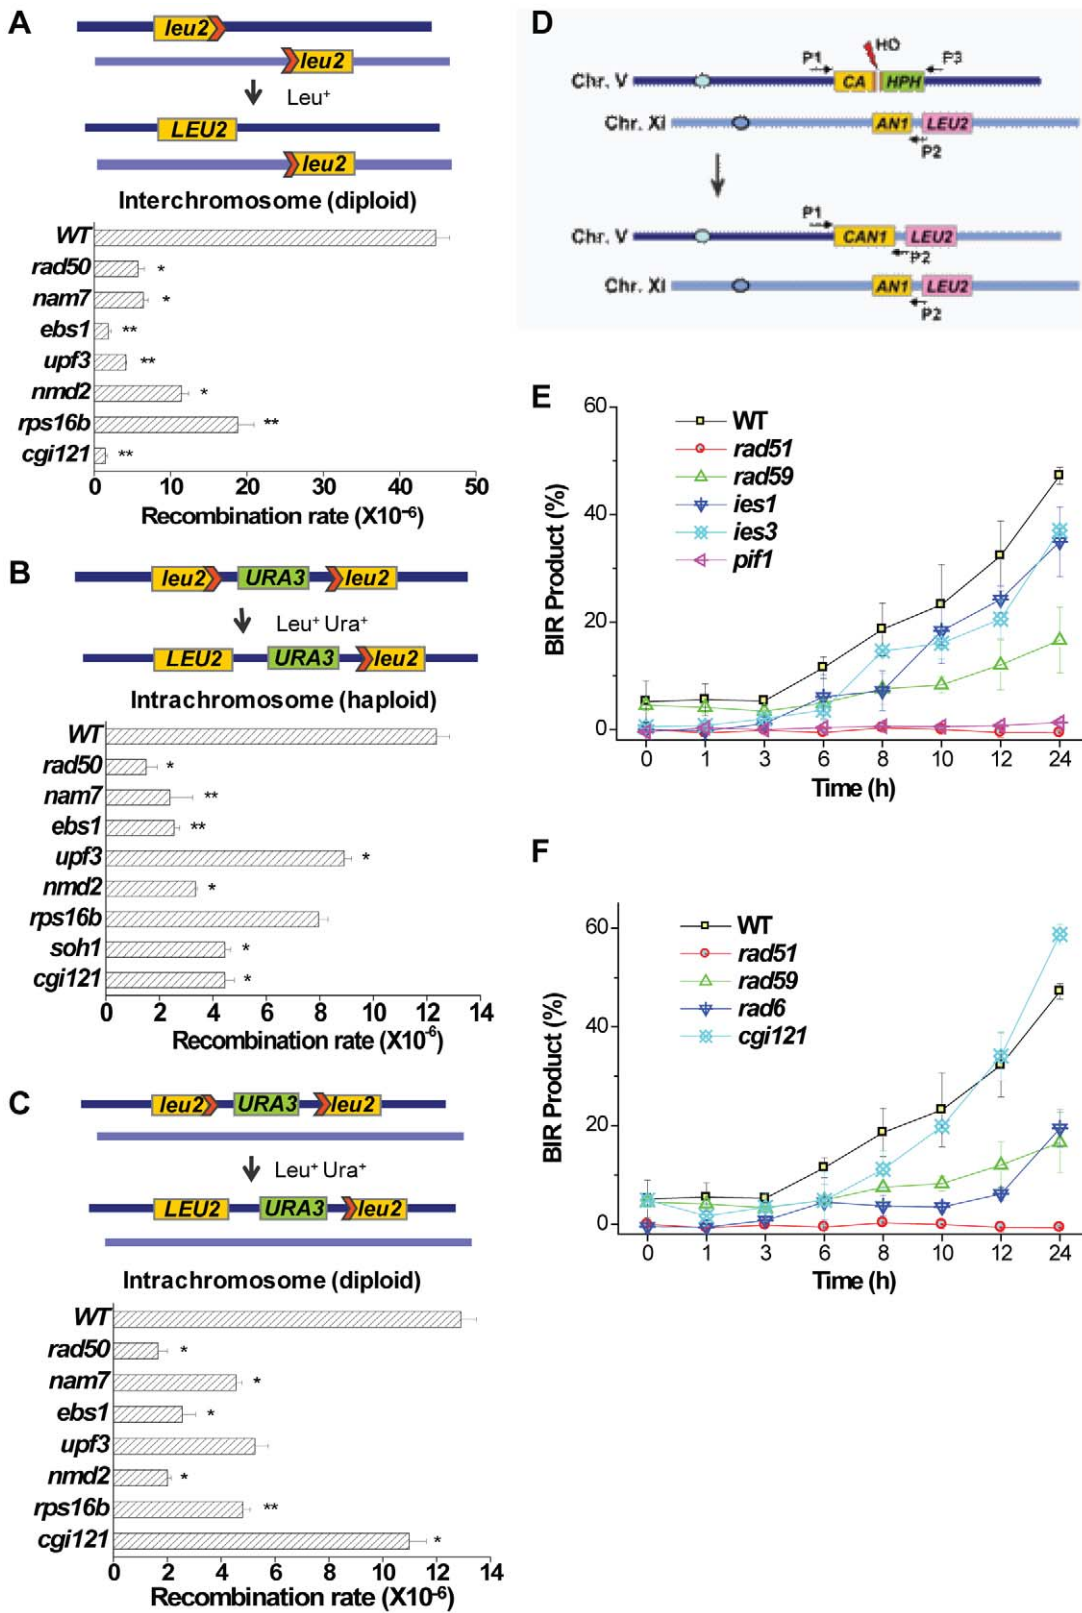 A
leu2
leu2
Leu⁺
LEU2
leu2
Interchromosome (diploid)
WT
rad50 *
nam7 *
ebs1 **
upf3 **
nmd2 *
rps16b **
cgi121 **
0 10 20 30 40 50
Recombination rate (X10⁻⁶)
B
leu2 URA3 leu2
Leu⁺ Ura⁺
LEU2 URA3 leu2
Intrachromosome (haploid)
WT
rad50 *
nam7 **
ebs1 **
upf3 *
nmd2 *
rps16b
soh1 *
cgi121 *
0 2 4 6 8 10 12 14
Recombination rate (X10⁻⁶)
C
leu2 URA3 leu2
Leu⁺ Ura⁺
LEU2 URA3 leu2
Intrachromosome (diploid)
WT
rad50 *
nam7 *
ebs1 *
upf3
nmd2 *
rps16b **
cgi121 *
0 2 4 6 8 10 12 14
Recombination rate (X10⁻⁶)
D
HO
P1 P3
Chr. V CA HPH
Chr. XI AN1 LEU2
P2
P1
Chr. V CAN1 LEU2
P2
Chr. XI AN1 LEU2
P2
E
60
40
20
0
BIR Product (%)
WT
rad51
rad59
ies1
ies3
pif1
0 1 3 6 8 10 12 24
Time (h)
F
60
40
20
0
BIR Product (%)
WT
rad51
rad59
rad6
cgi121
0 1 3 6 8 10 12 24
Time (h)